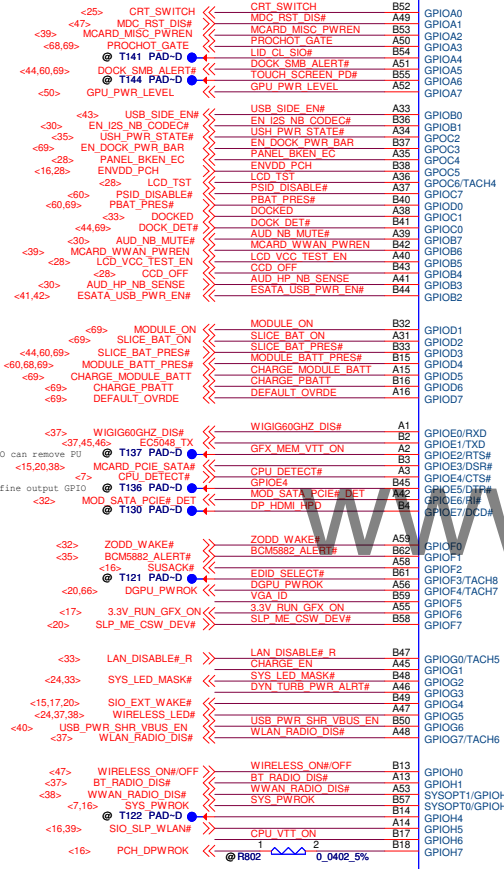 <25> CRT_SWITCH CRT_SWITCH B52 GPIOA0
<47> MDC_RST_DIS# MDC_RST_DIS# A49 GPIOA1
<39> MCARD_MISC_PWREN MCARD_MISC_PWREN B53 GPIOA2
<68,69> PROCHOT_GATE PROCHOT_GATE A50 GPIOA3
@ T141 PAD~D LID_CL_SIO# B54 GPIOA4
<44,60,69> DOCK_SMB_ALERT# DOCK_SMB_ALERT# A51 GPIOA5
@ T144 PAD~D TOUCH_SCREEN_PD# B55 GPIOA6
<50> GPU_PWR_LEVEL GPU_PWR_LEVEL A52 GPIOA7
<43> USB_SIDE_EN# USB_SIDE_EN# A33 GPIOB0
<30> EN_I2S_NB_CODEC# EN_I2S_NB_CODEC# B36 GPIOB1
<35> USH_PWR_STATE# USH_PWR_STATE# A34 GPOC2
<69> EN_DOCK_PWR_BAR EN_DOCK_PWR_BAR B37 GPOC3
<28> PANEL_BKEN_EC PANEL_BKEN_EC A35 GPOC4
<16,28> ENVDD_PCH ENVDD_PCH B38 GPOC5
<28> LCD_TST LCD_TST A36 GPOC6/TACH4
<60> PSID_DISABLE# PSID_DISABLE# A37 GPOC7
<60,69> PBAT_PRES# PBAT_PRES# B40 GPIOD0
<33> DOCKED DOCKED A38 GPIOC1
<44,69> DOCK_DET# DOCK_DET# B41 GPIOC0
<30> AUD_NB_MUTE# AUD_NB_MUTE# A39 GPIOB7
<39> MCARD_WWAN_PWREN MCARD_WWAN_PWREN B42 GPIOB6
<28> LCD_VCC_TEST_EN LCD_VCC_TEST_EN A40 GPIOB5
<28> CCD_OFF CCD_OFF B43 GPIOB4
<30> AUD_HP_NB_SENSE AUD_HP_NB_SENSE A41 GPIOB3
<41,42> ESATA_USB_PWR_EN# ESATA_USB_PWR_EN# B44 GPIOB2
<69> MODULE_ON MODULE_ON B32 GPIOD1
<69> SLICE_BAT_ON SLICE_BAT_ON A31 GPIOD2
<44,60,69> SLICE_BAT_PRES# SLICE_BAT_PRES# B33 GPIOD3
<60,68,69> MODULE_BATT_PRES# MODULE_BATT_PRES# B15 GPIOD4
<69> CHARGE_MODULE_BATT CHARGE_MODULE_BATT A15 GPIOD5
<69> CHARGE_PBATT CHARGE_PBATT B16 GPIOD6
<69> DEFAULT_OVRDE DEFAULT_OVRDE A16 GPIOD7
<37> WIGIG60GHZ_DIS# WIGIG60GHZ_DIS# A1 GPIOE0/RXD
<37,45,46> EC5048_TX B2 GPIOE1/TXD
0 can remove PU @ T137 PAD~D GFX_MEM_VTT_ON A2 GPIOE2/RTS#
<15,20,38> MCARD_PCIE_SATA# B3 GPIOE3/DSR#
<7> CPU_DETECT# CPU_DETECT# A3 GPIOE4/CTS#
fine output GPIO @ T136 PAD~D GPIOE4 B45 GPIOE5/DTR#
<32> MOD_SATA_PCIE#_DET MOD_SATA_PCIE#_DET A42 GPIOE6/RI#
@ T130 PAD~D DP_HDMI_HPD B4 GPIOE7/DCD#
<32> ZODD_WAKE# ZODD_WAKE# A59 GPIOF0
<35> BCM5882_ALERT# BCM5882_ALERT# B62 GPIOF1
<16> SUSACK# A58 GPIOF2
@ T121 PAD~D EDID_SELECT# B61 GPIOF3/TACH8
<20,66> DGPU_PWROK DGPU_PWROK A56 GPIOF4/TACH7
VGA_ID B59 GPIOF5
<17> 3.3V_RUN_GFX_ON 3.3V_RUN_GFX_ON A55 GPIOF6
<20> SLP_ME_CSW_DEV# SLP_ME_CSW_DEV# B58 GPIOF7
WW
<33> LAN_DISABLE#_R LAN_DISABLE#_R B47 GPIOG0/TACH5
CHARGE_EN A45 GPIOG1
<24,33> SYS_LED_MASK# SYS_LED_MASK# B48 GPIOG2
DYN_TURB_PWR_ALRT# A46 GPIOG3
<15,17,20> SIO_EXT_WAKE# B49 GPIOG4
<24,37,38> WIRELESS_LED# A47 GPIOG5
<40> USB_PWR_SHR_VBUS_EN USB_PWR_SHR_VBUS_EN B50 GPIOG6
<37> WLAN_RADIO_DIS# WLAN_RADIO_DIS# A48 GPIOG7/TACH6
<47> WIRELESS_ON#/OFF WIRELESS_ON#/OFF B13 GPIOH0
<37> BT_RADIO_DIS# BT_RADIO_DIS# A13 GPIOH1
<38> WWAN_RADIO_DIS# WWAN_RADIO_DIS# A53 SYSOPT1/GPIOH
<7,16> SYS_PWROK SYS_PWROK B57 SYSOPT0/GPIOH
@ T122 PAD~D B14 GPIOH4
<16,39> SIO_SLP_WLAN# A14 GPIOH5
CPU_VTT_ON B17 GPIOH6
<16> PCH_DPWROK 1 2 B18 GPIOH7
@ R802 0_0402_5%